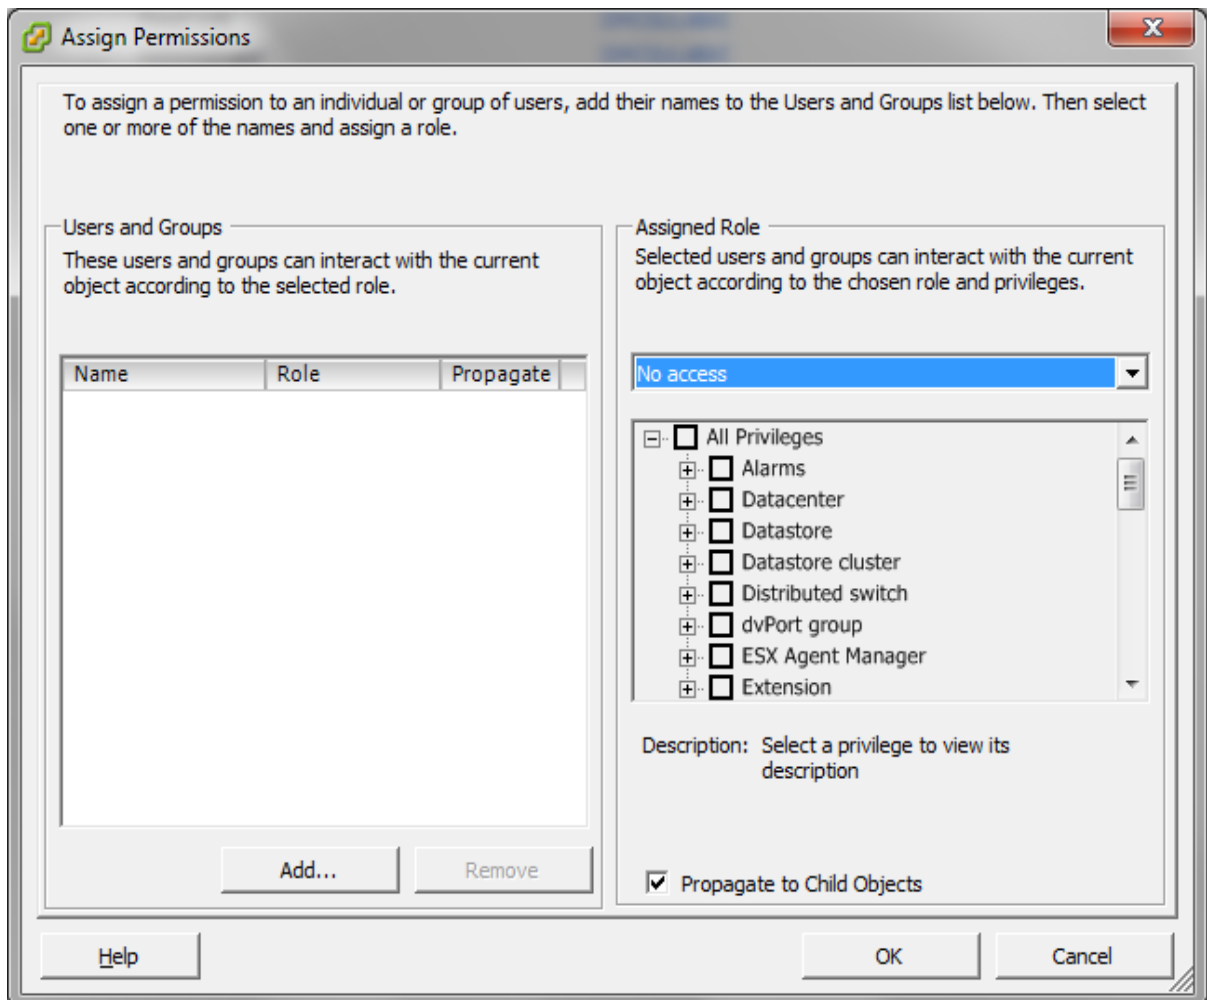 Assign Permissions
To assign a permission to an individual or group of users, add their names to the Users and Groups list below. Then select
one or more of the names and assign a role.
Users and Groups
These users and groups can interact with the current
object according to the selected role.
Name Role Propagate
Add...
Remove
Assigned Role
Selected users and groups can interact with the current
object according to the chosen role and privileges.
No access
All Privileges
Alarms
Datacenter
Datastore
Datastore cluster
Distributed switch
dvPort group
ESX Agent Manager
Extension
Description: Select a privilege to view its
description
Propagate to Child Objects
Help
OK
Cancel